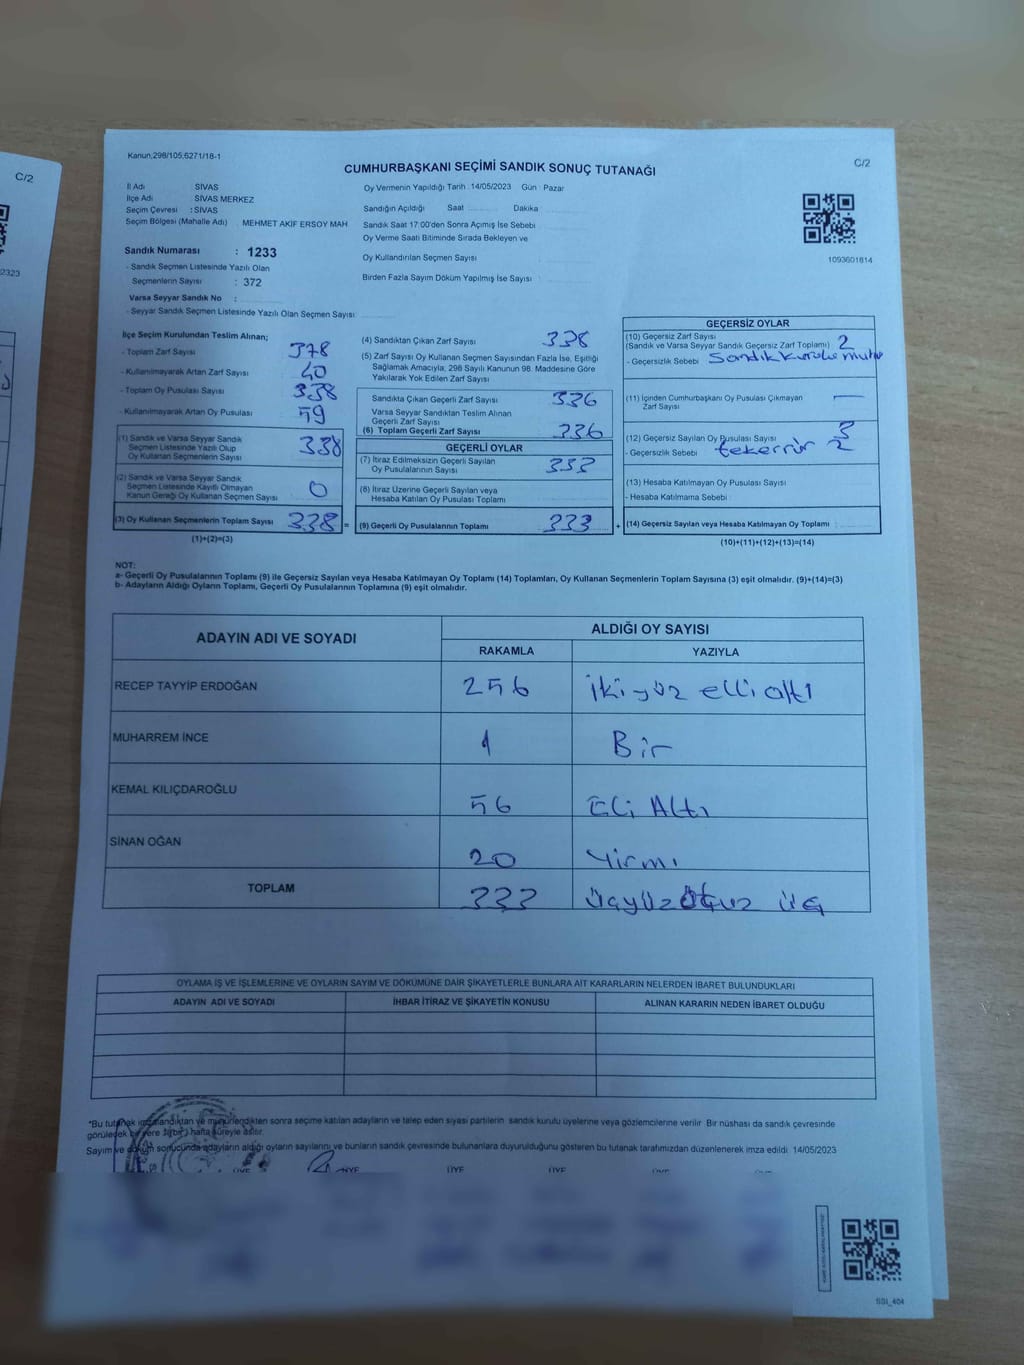 C/2
2323
Kanun,298/105;6271/18-1
CUMHURBAŞKANI SEÇİMİ SANDIK SONUÇ TUTANAĞI
C/2
İl Adı SİVAS
İlçe Adı SİVAS MERKEZ
Seçim Çevresi : SİVAS
Seçim Bölgesi (Mahalle Adı) MEHMET AKİF ERSOY MAH
Oy Vermenin Yapıldığı Tarih 14/05/2023 Gün : Pazar
Sandığın Açıldığı Saat Dakika
Sandık Saat 17:00'den Sonra Açımış İse Sebebi
Oy Verme Saati Bitiminde Sırada Bekleyen ve
Oy Kullandırılan Seçmen Sayısı
Birden Fazla Sayım Döküm Yapılmış İse Sayısı
1093601814
Sandık Numarası : 1233
- Sandık Seçmen Listesinde Yazılı Olan
Seçmenlerin Sayısı : 372
Varsa Seyyar Sandık No :
- Seyyar Sandık Seçmen Listesinde Yazılı Olan Seçmen Sayısı
İlçe Seçim Kurulundan Teslim Alınan;
- Toplam Zarf Sayısı 378
- Kullanılmayarak Artan Zarf Sayısı 40
- Toplam Oy Pusulası Sayısı 338
- Kullanılmayarak Artan Oy Pusulası 59
(1) Sandık ve Varsa Seyyar Sandık
Seçmen Listesinde Yazılı Olup
Oy Kullanan Seçmenlerin Sayısı 338
(2) Sandık ve Varsa Seyyar Sandık
Seçmen Listesinde Kayıtlı Olmayan
Kanun Gereği Oy Kullanan Seçmen Sayısı 0
(3) Oy Kullanan Seçmenlerin Toplam Sayısı 338 =
(1)+(2)=(3)
(4) Sandıktan Çıkan Zarf Sayısı 338
(5) Zarf Sayısı Oy Kullanan Seçmen Sayısından Fazla İse, Eşitliği
Sağlamak Amacıyla, 298 Sayılı Kanunun 98. Maddesine Göre
Yakılarak Yok Edilen Zarf Sayısı
Sandıkta Çıkan Geçerli Zarf Sayısı 336
Varsa Seyyar Sandıktan Teslim Alınan
Geçerli Zarf Sayısı
(6) Toplam Geçerli Zarf Sayısı 336
GEÇERLİ OYLAR
(7) İtiraz Edilmeksizin Geçerli Sayılan
Oy Pusulalarının Sayısı 333
(8) İtiraz Üzerine Geçerli Sayılan veya
Hesaba Katılan Oy Pusulası Toplamı
(9) Geçerli Oy Pusulalarının Toplamı 333 +
GEÇERSİZ OYLAR
(10) Geçersiz Zarf Sayısı
(Sandık ve Varsa Seyyar Sandık Geçersiz Zarf Toplamı) 2
- Geçersizlik Sebebi Sandık Kurulu
(11) İçinden Cumhurbaşkanı Oy Pusulası Çıkmayan
Zarf Sayısı —
(12) Geçersiz Sayılan Oy Pusulası Sayısı 3
- Geçersizlik Sebebi tekerrür 2
(13) Hesaba Katılmayan Oy Pusulası Sayısı
- Hesaba Katılmama Sebebi
(14) Geçersiz Sayılan veya Hesaba Katılmayan Oy Toplamı
(10)+(11)+(12)+(13)=(14)
NOT:
a- Geçerli Oy Pusulalarının Toplamı (9) ile Geçersiz Sayılan veya Hesaba Katılmayan Oy Toplamı (14) Toplamları, Oy Kullanan Seçmenlerin Toplam Sayısına (3) eşit olmalıdır. (9)+(14)=(3)
b- Adayların Aldığı Oyların Toplamı, Geçerli Oy Pusulalarının Toplamına (9) eşit olmalıdır.
ADAYIN ADI VE SOYADI
ALDIĞI OY SAYISI
RAKAMLA YAZIYLA
RECEP TAYYİP ERDOĞAN 256 iki yüz elli altı
MUHARREM İNCE 1 Bir
KEMAL KILIÇDAROĞLU 56 Eli Altı
SİNAN OĞAN 20 Yirmi
TOPLAM 333 üçyüzotuz üç
OYLAMA İŞ VE İŞLEMLERİNE VE OYLARIN SAYIM VE DÖKÜMÜNE DAİR ŞİKAYETLERLE BUNLARA AİT KARARLARIN NELERDEN İBARET BULUNDUKLARI
ADAYIN ADI VE SOYADI İHBAR İTİRAZ VE ŞİKAYETİN KONUSU ALINAN KARARIN NEDEN İBARET OLDUĞU
*Bu tutanak imzalandıktan ve mühürlendikten sonra seçime katılan adayların ve talep eden siyasi partilerin sandık kurulu üyelerine veya gözlemcilerine verilir Bir nüshası da sandık çevresinde
görülecek bir yere 1(bir) hafta süreyle asılır.
Sayım ve döküm sonucunda adayların aldığı oyların sayılarını ve bunların sandık çevresinde bulunanlara duyurulduğunu gösteren bu tutanak tarafımızdan düzenlenerek imza edildi. 14/05/2023
ÜYE
SSI_404